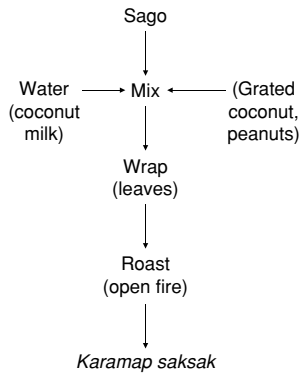 Sago
Water
(coconut
milk)
Mix
(Grated
coconut,
peanuts)
Wrap
(leaves)
Roast
(open fire)
Karamap saksak